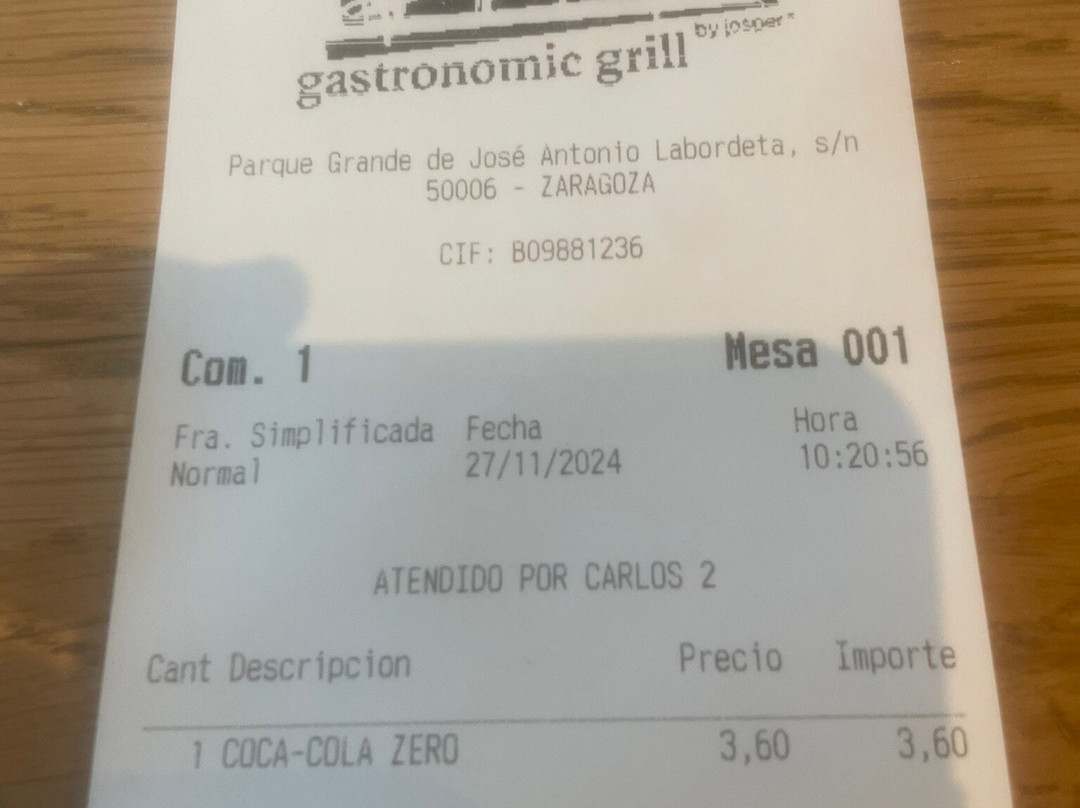 by josper*
gastronomic grill
Parque Grande de José Antonio Labordeta, s/n
50006 - ZARAGOZA
CIF: B09881236
Com. 1 Mesa 001
Fra. Simplificada Fecha Hora
Normal 27/11/2024 10:20:56
ATENDIDO POR CARLOS 2
Cant Descripcion Precio Importe
1 COCA-COLA ZERO 3,60 3,60